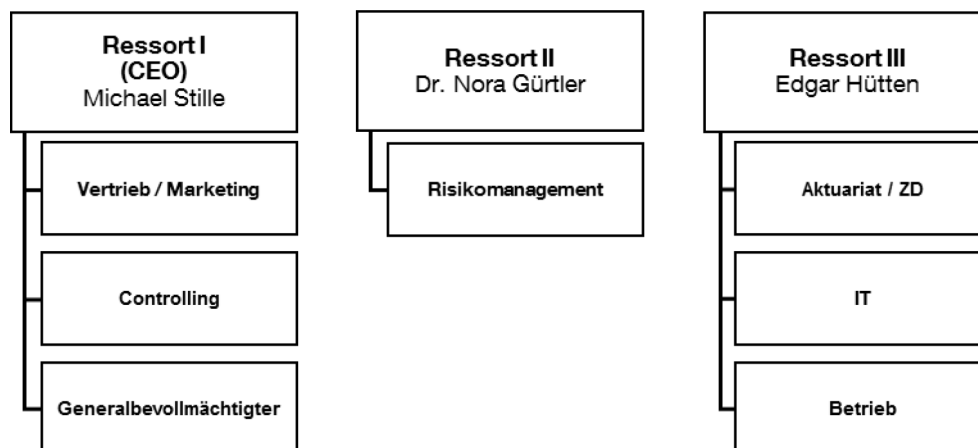 Ressort I
(CEO)
Michael Stille
Vertrieb / Marketing
Controlling
Generalbevollmächtigter
Ressort II
Dr. Nora Gürtler
Risikomanagement
Ressort III
Edgar Hütten
Aktuariat / ZD
IT
Betrieb